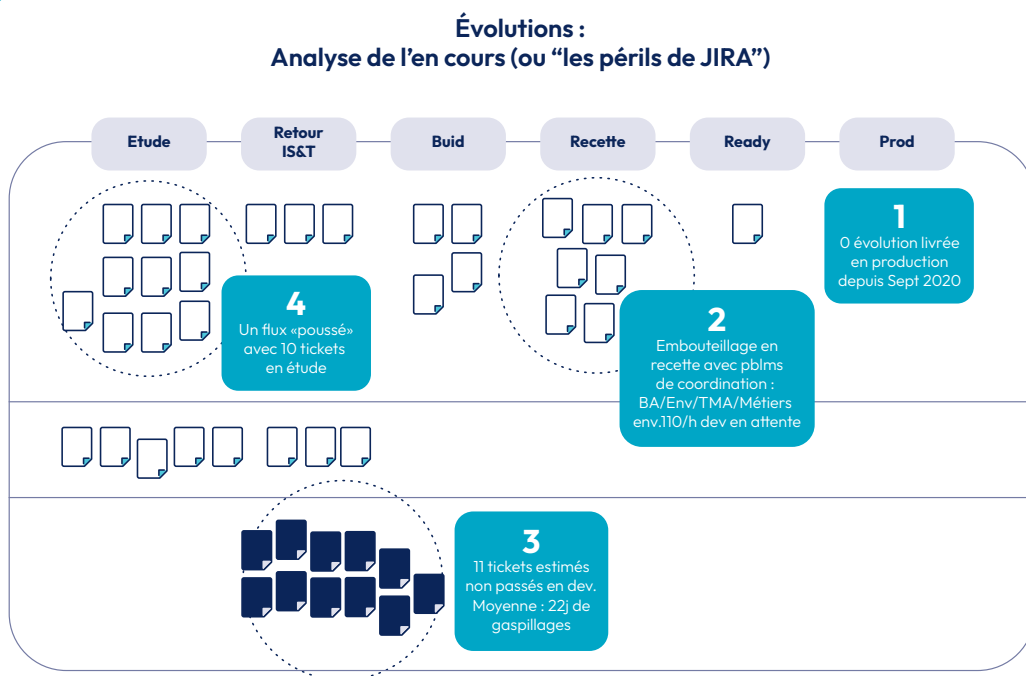 Évolutions :
Analyse de l’en cours (ou “les périls de JIRA”)
Etude
Retour
IS&T
Buid
Recette
Ready
Prod
1
0 évolution livrée
en production
depuis Sept 2020
4
Un flux «poussé»
avec 10 tickets
en étude
2
Embouteillage en
recette avec pblms
de coordination :
BA/Env/TMA/Métiers
env.110/h dev en attente
3
11 tickets estimés
non passés en dev.
Moyenne : 22j de
gaspillages